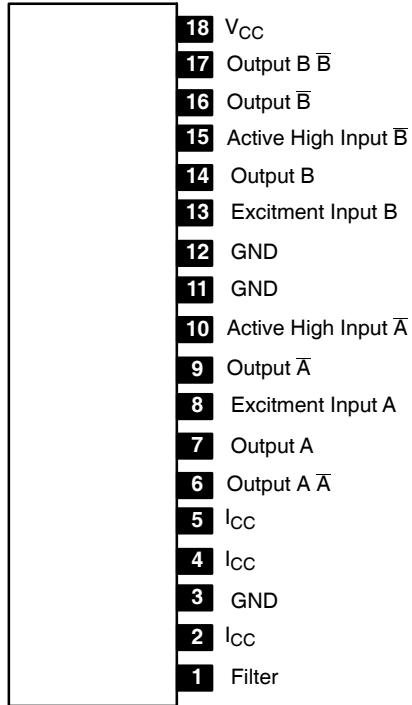 18 VCC
17 Output B B̅
16 Output B̅
15 Active High Input B̅
14 Output B
13 Excitment Input B
12 GND
11 GND
10 Active High Input A̅
9 Output A̅
8 Excitment Input A
7 Output A
6 Output A A̅
5 ICC
4 ICC
3 GND
2 ICC
1 Filter